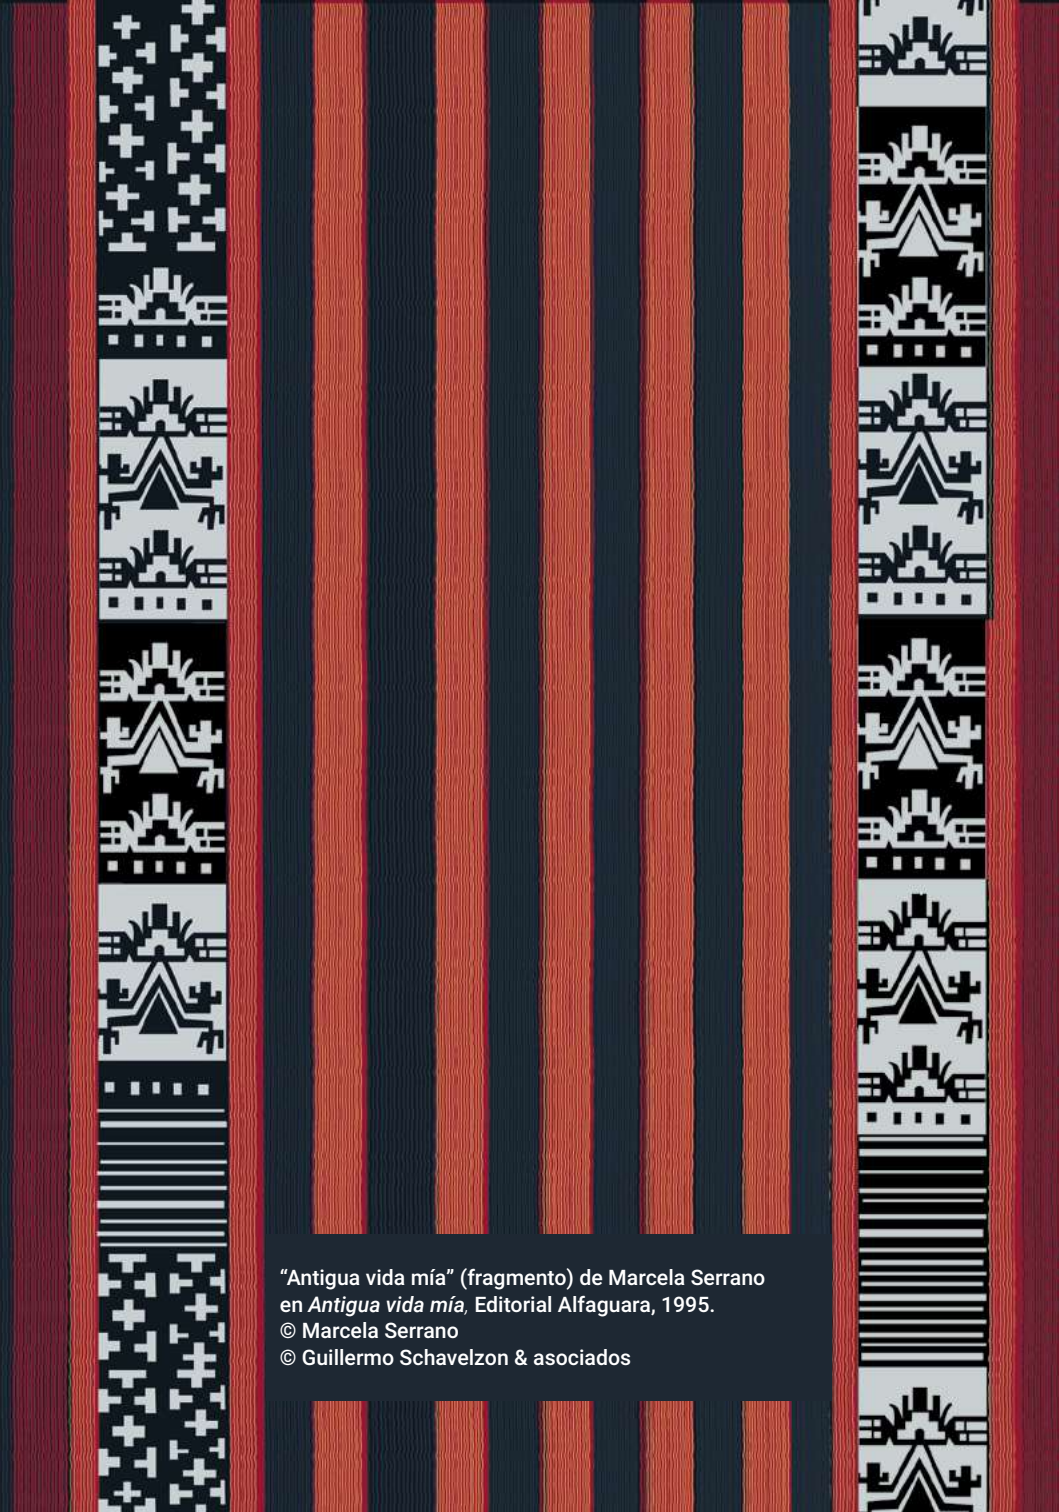 “Antigua vida mía” (fragmento) de Marcela Serrano
en Antigua vida mía, Editorial Alfaguara, 1995.
© Marcela Serrano
© Guillermo Schavelzon & asociados